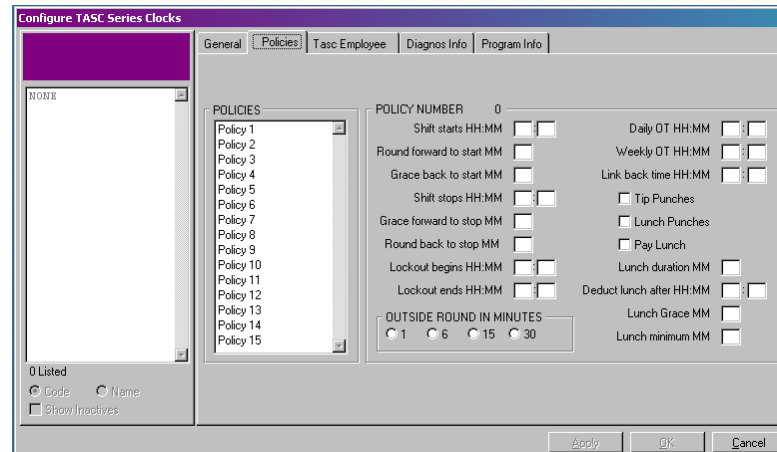 Configure TASC Series Clocks
General
Policies
Tasc Employee
Diagnos Info
Program Info
NONE
0 Listed
Code
Name
Show Inactives
POLICIES
Policy 1
Policy 2
Policy 3
Policy 4
Policy 5
Policy 6
Policy 7
Policy 8
Policy 9
Policy 10
Policy 11
Policy 12
Policy 13
Policy 14
Policy 15
POLICY NUMBER 0
Shift starts HH:MM :
Round forward to start MM
Grace back to start MM
Shift stops HH:MM :
Grace forward to stop MM
Round back to stop MM
Lockout begins HH:MM :
Lockout ends HH:MM :
OUTSIDE ROUND IN MINUTES
1 6 15 30
Daily OT HH:MM :
Weekly OT HH:MM :
Link back time HH:MM :
Tip Punches
Lunch Punches
Pay Lunch
Lunch duration MM
Deduct lunch after HH:MM :
Lunch Grace MM
Lunch minimum MM
Apply
OK
Cancel